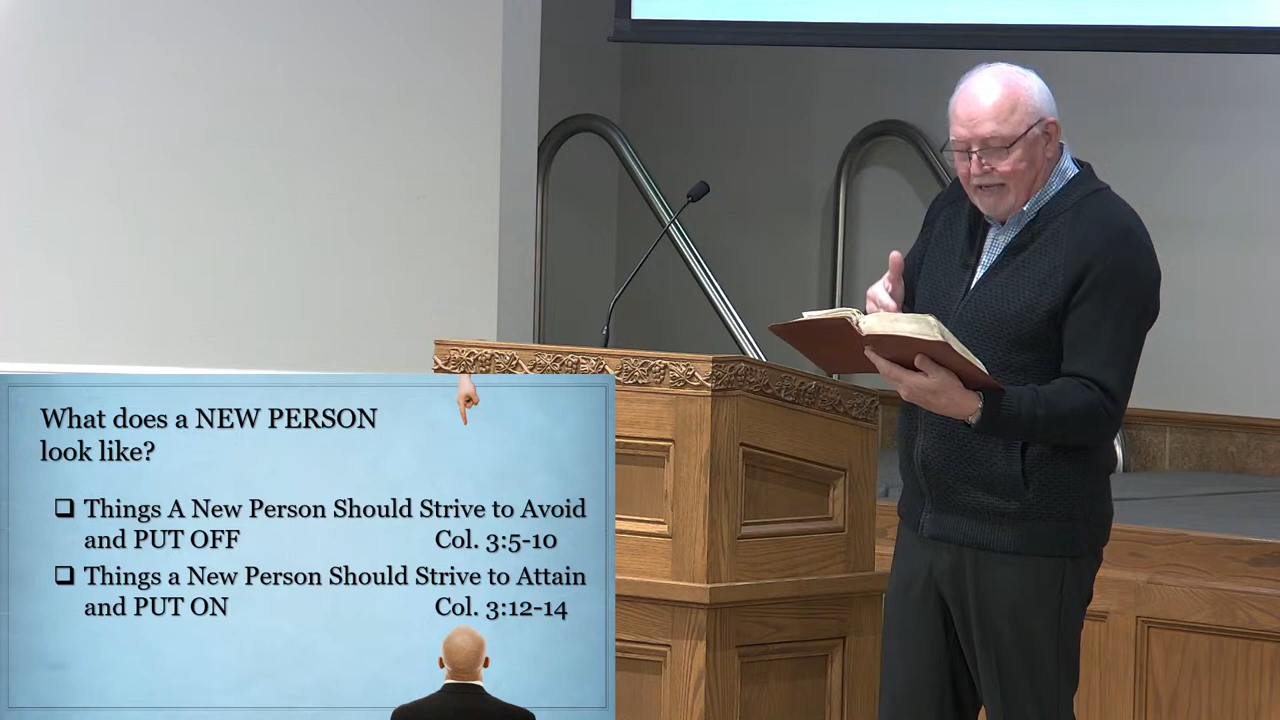 What does a NEW PERSON
look like?
Things A New Person Should Strive to Avoid
and PUT OFF Col. 3:5-10
Things a New Person Should Strive to Attain
and PUT ON Col. 3:12-14